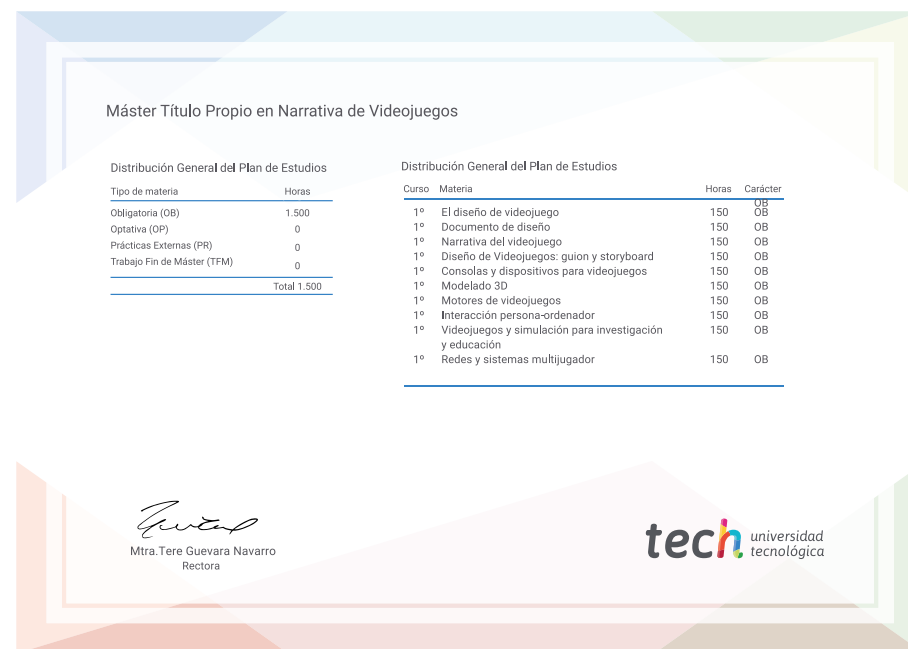 Máster Título Propio en Narrativa de Videojuegos
Distribución General del Plan de Estudios
Tipo de materia Horas
Obligatoria (OB) 1.500
Optativa (OP) 0
Prácticas Externas (PR) 0
Trabajo Fin de Máster (TFM) 0
Total 1.500
Distribución General del Plan de Estudios
Curso Materia Horas Carácter
OB
1º El diseño de videojuego 150 OB
1º Documento de diseño 150 OB
1º Narrativa del videojuego 150 OB
1º Diseño de Videojuegos: guion y storyboard 150 OB
1º Consolas y dispositivos para videojuegos 150 OB
1º Modelado 3D 150 OB
1º Motores de videojuegos 150 OB
1º Interacción persona-ordenador 150 OB
1º Videojuegos y simulación para investigación 150 OB
y educación
1º Redes y sistemas multijugador 150 OB
Mtra.Tere Guevara Navarro
Rectora
tech universidad
tecnológica